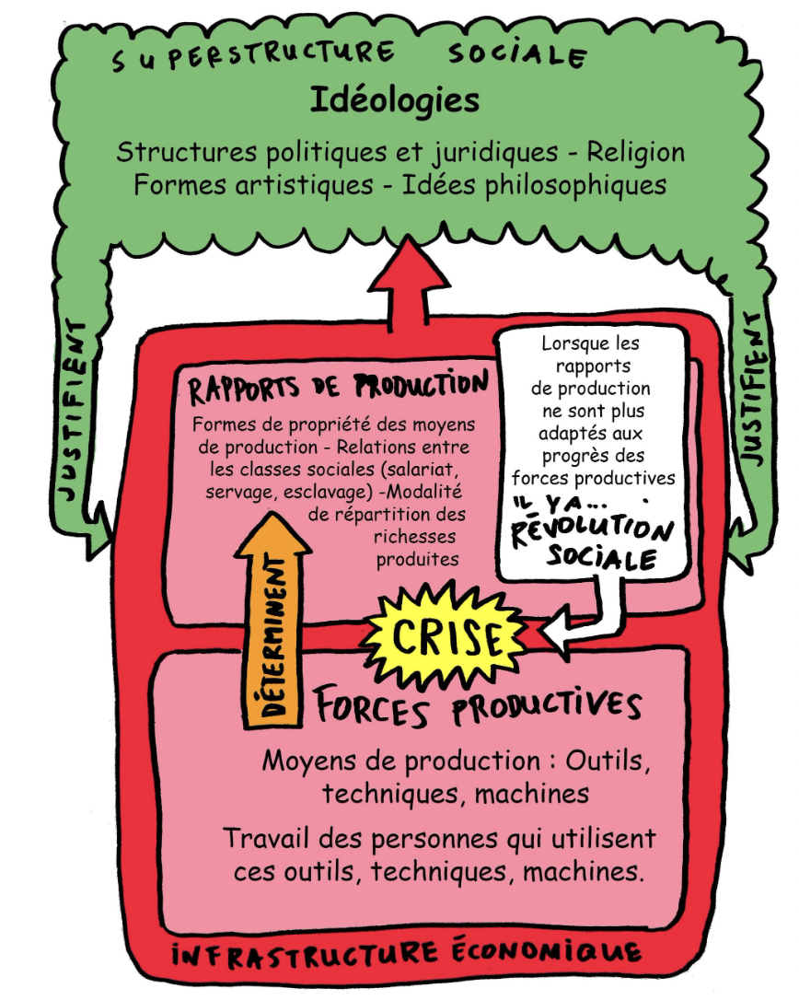 SUPERSTRUCTURE SOCIALE
Idéologies
Structures politiques et juridiques - Religion
Formes artistiques - Idées philosophiques
JUSTIFIENT
JUSTIFIENT
RAPPORTS DE PRODUCTION
Formes de propriété des moyens
de production - Relations entre
les classes sociales (salariat,
servage, esclavage) -Modalité
de répartition des
richesses
produites
Lorsque les
rapports
de production
ne sont plus
adaptés aux
progrès des
forces productives
IL Y A...
RÉVOLUTION
SOCIALE
DÉTERMINENT
CRISE
FORCES PRODUCTIVES
Moyens de production : Outils,
techniques, machines
Travail des personnes qui utilisent
ces outils, techniques, machines.
INFRASTRUCTURE ÉCONOMIQUE